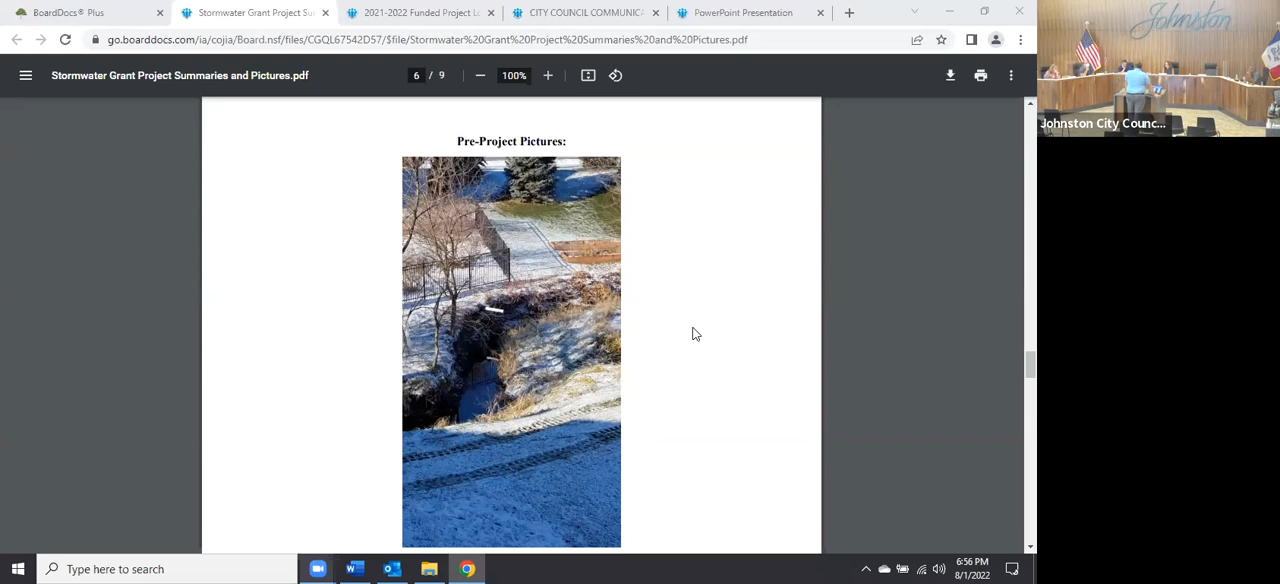 BoardDocs® Plus
Stormwater Grant Project Su
2021-2022 Funded Project Lo
CITY COUNCIL COMMUNICA
PowerPoint Presentation
go.boarddocs.com/ia/cojia/Board.nsf/files/CGQL67542D57/$file/Stormwater%20Grant%20Project%20Summaries%20and%20Pictures.pdf
Stormwater Grant Project Summaries and Pictures.pdf
6 / 9
100%
Johnston
Johnston City Counc...
Pre-Project Pictures:
Type here to search
6:56 PM
8/1/2022